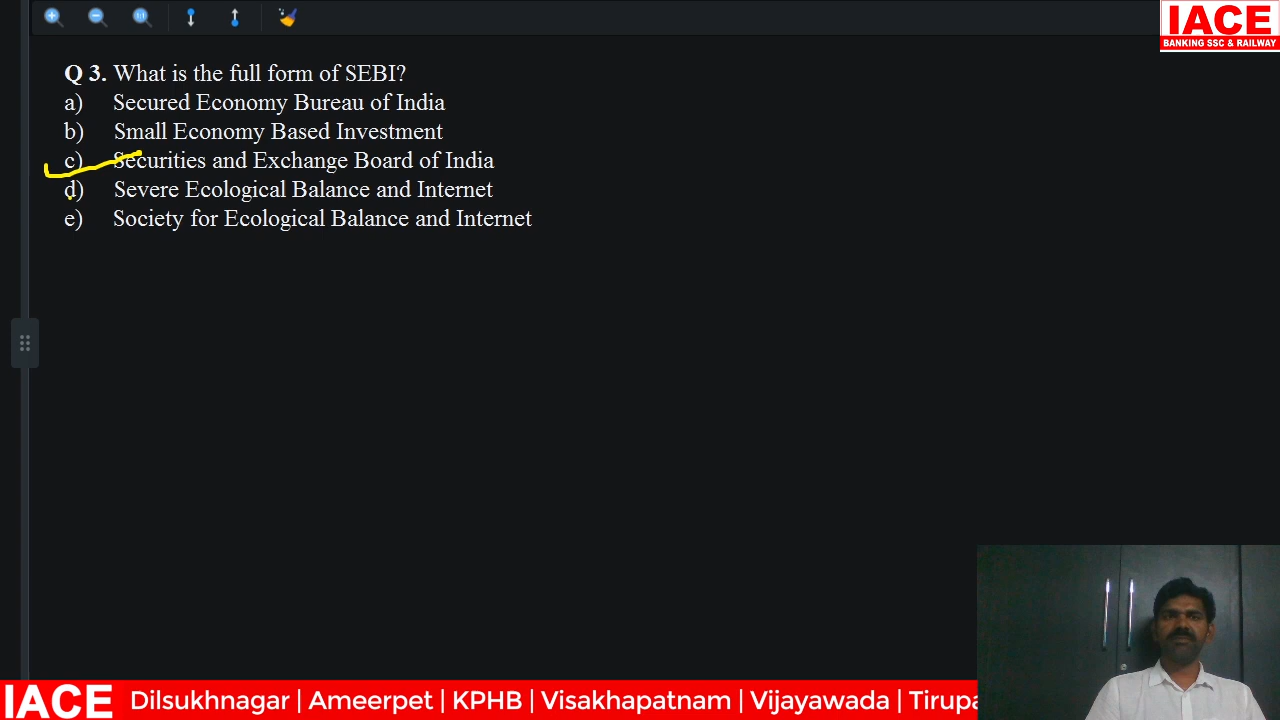 IACE
BANKING SSC & RAILWAY
Q 3. What is the full form of SEBI?
a) Secured Economy Bureau of India
b) Small Economy Based Investment
c) Securities and Exchange Board of India
d) Severe Ecological Balance and Internet
e) Society for Ecological Balance and Internet
IACE Dilsukhnagar | Ameerpet | KPHB | Visakhapatnam | Vijayawada | Tirupa